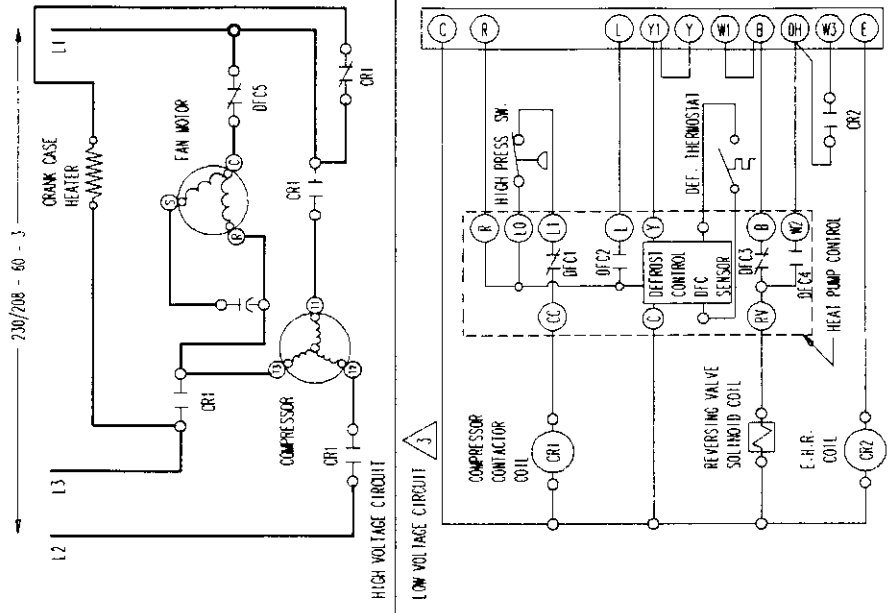 230/208 - 60 - 3
L1
CRANK CASE
HEATER
S
FAN MOTOR
C
R
DFC5
CR1
CR1
L3
CR1
T3
T1
T2
COMPRESSOR
CR1
L2
HIGH VOLTAGE CIRCUIT
LOW VOLTAGE CIRCUIT
3
C
R
L
Y1
Y
W1
B
OH
W3
E
HIGH PRESS SW.
DEF. THERMOSTAT
CR2
R
LO
L1
L
Y
B
W2
DFC1
DFC2
DEFROST
CONTROL
DFC
SENSOR
DFC3
DFC4
CC
C
RV
HEAT PUMP CONTROL
COMPRESSOR
CONTACTOR
COIL
CR1
REVERSING VALVE
SOLINOID COIL
E.H.R.
COIL
CR2